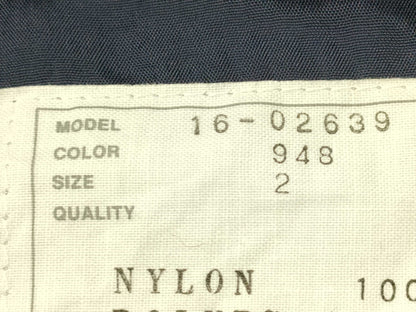 MODEL 16-02639
COLOR 948
SIZE 2
QUALITY
NYLON 100